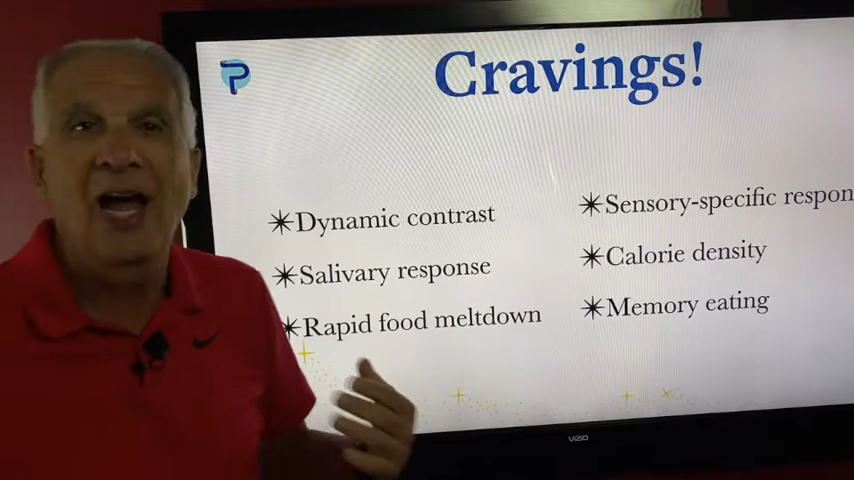 Cravings!
Dynamic contrast
Salivary response
Rapid food meltdown
Sensory-specific respon
Calorie density
Memory eating
VIZIO